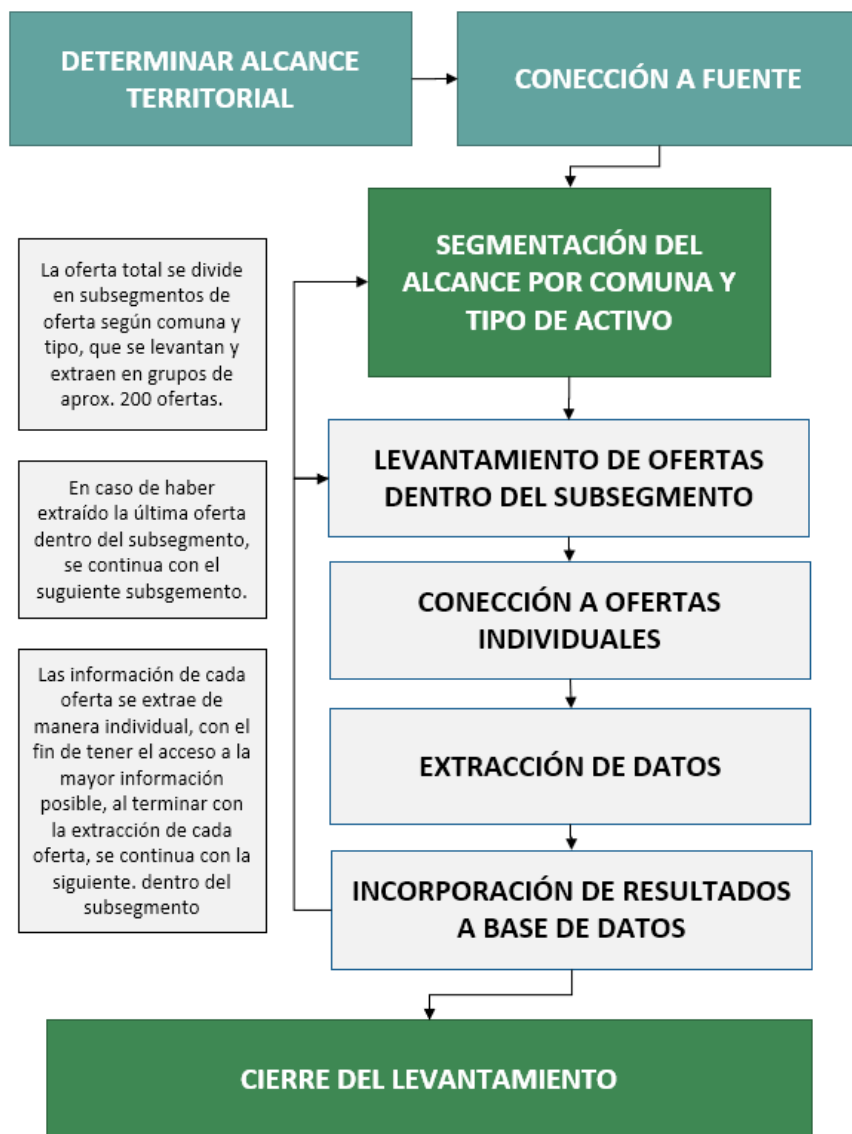 DETERMINAR ALCANCE
TERRITORIAL
CONECCIÓN A FUENTE
SEGMENTACIÓN DEL
ALCANCE POR COMUNA Y
TIPO DE ACTIVO
La oferta total se divide
en subsegmentos de
oferta según comuna y
tipo, que se levantan y
extraen en grupos de
aprox. 200 ofertas.
LEVANTAMIENTO DE OFERTAS
DENTRO DEL SUBSEGMENTO
En caso de haber
extraído la última oferta
dentro del subsegmento,
se continua con el
suguiente subsgemento.
CONECCIÓN A OFERTAS
INDIVIDUALES
Las información de cada
oferta se extrae de
manera individual, con el
fin de tener el acceso a la
mayor información
posible, al terminar con
la extracción de cada
oferta, se continua con la
siguiente. dentro del
subsegmento
EXTRACCIÓN DE DATOS
INCORPORACIÓN DE RESULTADOS
A BASE DE DATOS
CIERRE DEL LEVANTAMIENTO